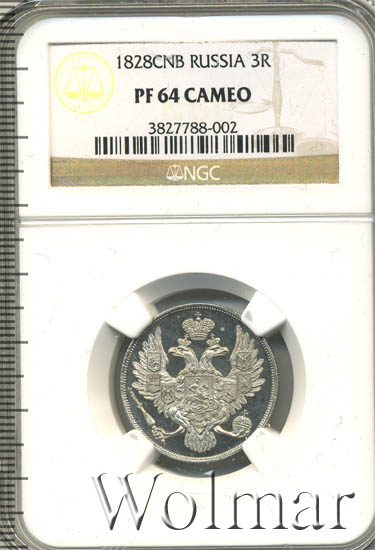 1828CNB RUSSIA 3R
PF 64 CAMEO
3827788-002
NGC
Wolmar